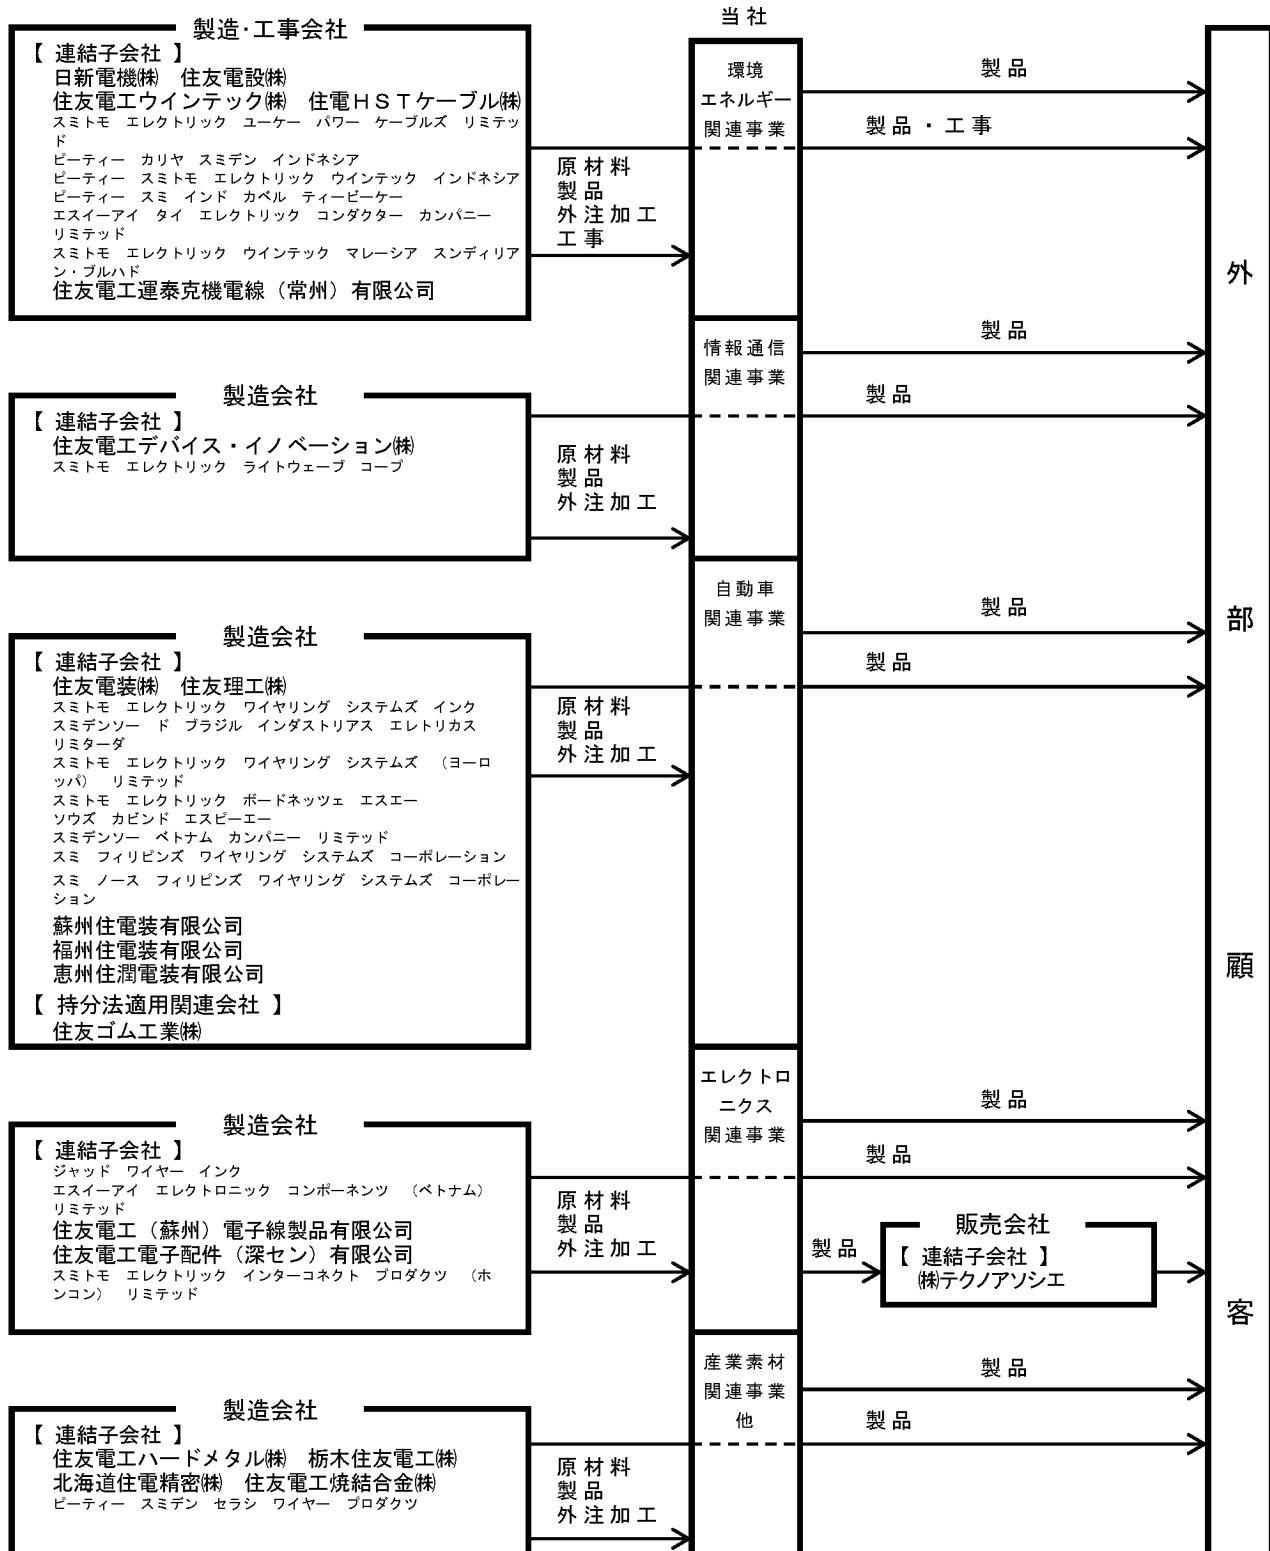 当社
製造・工事会社
【 連結子会社 】
日新電機㈱ 住友電設㈱
住友電工ウインテック㈱ 住電ＨＳＴケーブル㈱
スミトモ エレクトリック ユーケー パワー ケーブルズ リミテッ
ド
ピーティー カリヤ スミデン インドネシア
ピーティー スミトモ エレクトリック ウインテック インドネシア
ピーティー スミ インド カベル ティービーケー
エスイーアイ タイ エレクトリック コンダクター カンパニー
リミテッド
スミトモ エレクトリック ウインテック マレーシア スンディリア
ン・ブルハド
住友電工運泰克機電線（常州）有限公司
原材料
製品
外注加工
工事
環境
エネルギー
関連事業
製品
製品・工事
製造会社
【 連結子会社 】
住友電工デバイス・イノベーション㈱
スミトモ エレクトリック ライトウェーブ コープ
原材料
製品
外注加工
情報通信
関連事業
製品
製品
製造会社
【 連結子会社 】
住友電装㈱ 住友理工㈱
スミトモ エレクトリック ワイヤリング システムズ インク
スミデンソー ド ブラジル インダストリアス エレトリカス
リミターダ
スミトモ エレクトリック ワイヤリング システムズ （ヨーロ
ッパ） リミテッド
スミトモ エレクトリック ボードネッツェ エスエー
ソウズ カビンド エスピーエー
スミデンソー ベトナム カンパニー リミテッド
スミ フィリピンズ ワイヤリング システムズ コーポレーション
スミ ノース フィリピンズ ワイヤリング システムズ コーポレー
ション
蘇州住電装有限公司
福州住電装有限公司
恵州住潤電装有限公司
【 持分法適用関連会社 】
住友ゴム工業㈱
原材料
製品
外注加工
自動車
関連事業
製品
製品
製造会社
【 連結子会社 】
ジャッド ワイヤー インク
エスイーアイ エレクトロニック コンポーネンツ （ベトナム）
リミテッド
住友電工（蘇州）電子線製品有限公司
住友電工電子配件（深セン）有限公司
スミトモ エレクトリック インターコネクト プロダクツ （ホ
ンコン） リミテッド
原材料
製品
外注加工
エレクトロ
ニクス
関連事業
製品
製品
製品
販売会社
【 連結子会社 】
㈱テクノアソシエ
製造会社
【 連結子会社 】
住友電工ハードメタル㈱ 栃木住友電工㈱
北海道住電精密㈱ 住友電工焼結合金㈱
ピーティー スミデン セラシ ワイヤー プロダクツ
原材料
製品
外注加工
産業素材
関連事業
他
製品
製品
外
部
顧
客